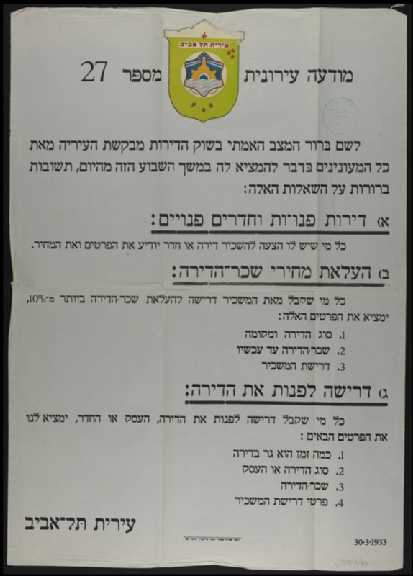 עירית תל אביב
מודעה עירונית מספר 27
לשם ברור המצב האמתי בשוק הדירות מבקשת העיריה מאת
כל המעונינים בדבר להמציא לה במשך השבוע הזה מהיום, תשובות
ברורות על השאלות האלה:
א) דירות פנויות וחדרים פנויים:
כל מי שיש לו הצעה להשכיר דירה או חדר יודיע את הפרטים ואת המחיר.
ב) העלאת מחירי שכר־הדירה:
כל מי שקבל מאת המשכיר דרישה להעלאת שכר־הדירה ביותר מ־10%,
ימציא את הפרטים האלה:
1. סוג הדירה ומקומה
2. שכר־הדירה עד עכשיו
3. דרישת המשכיר
ג) דרישה לפנות את הדירה:
כל מי שקבל דרישה לפנות את הדירה, העסק או החדר, ימציא לנו
את הפרטים הבאים:
1. כמה זמן הוא גר בדירה
2. סוג הדירה או העסק
3. שכר־הדירה
4. פרטי דרישת המשכיר
עירית תל־אביב
30-3-1933